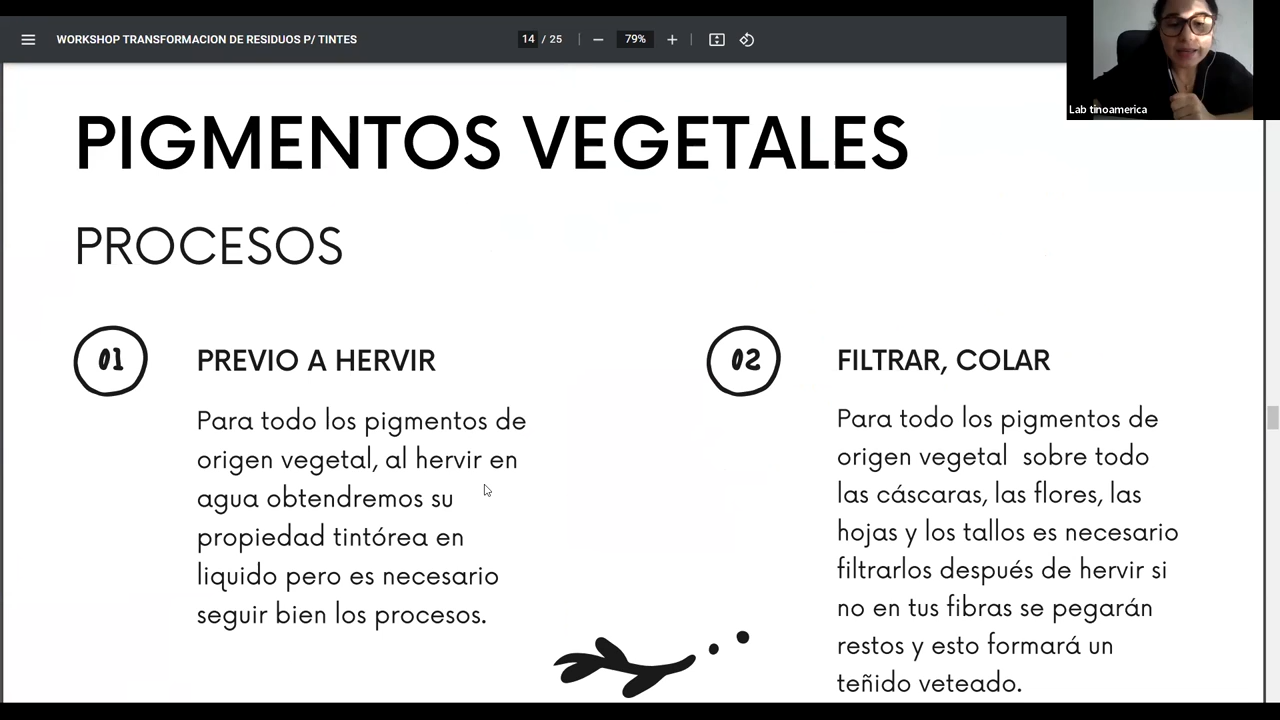 WORKSHOP TRANSFORMACION DE RESIDUOS P/ TINTES
14 / 25
79%
Lab tinoamerica
PIGMENTOS VEGETALES
PROCESOS
01
PREVIO A HERVIR
Para todo los pigmentos de
origen vegetal, al hervir en
agua obtendremos su
propiedad tintórea en
liquido pero es necesario
seguir bien los procesos.
02
FILTRAR, COLAR
Para todo los pigmentos de
origen vegetal sobre todo
las cáscaras, las flores, las
hojas y los tallos es necesario
filtrarlos después de hervir si
no en tus fibras se pegarán
restos y esto formará un
teñido veteado.